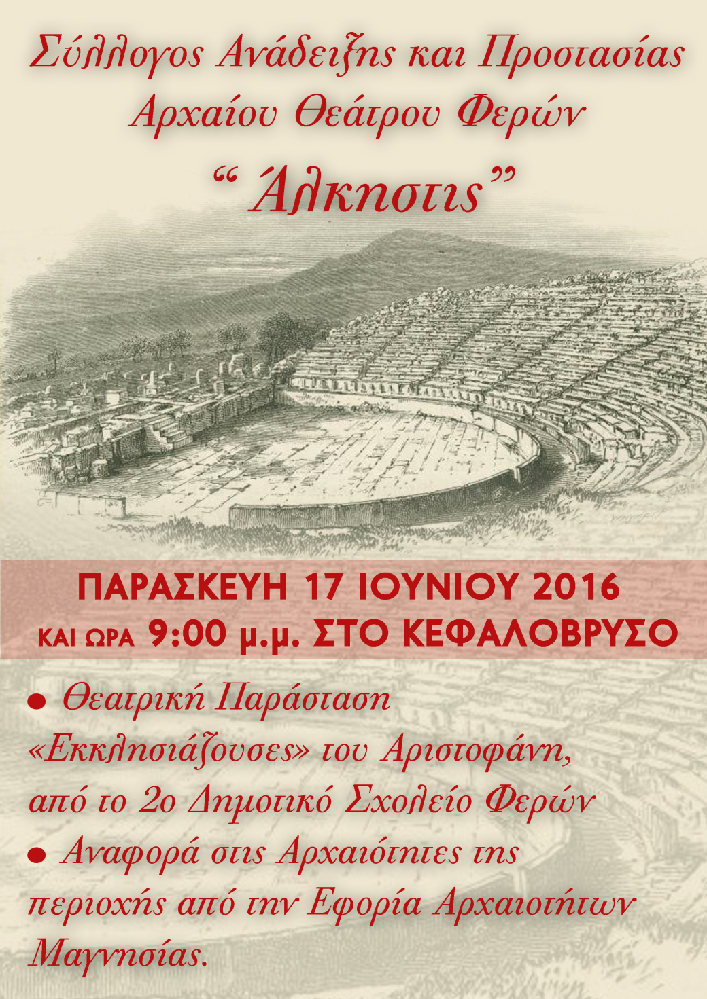 Σύλλογος Ανάδειξης και Προστασίας
Αρχαίου Θεάτρου Φερών
“ Άλκηστις”
ΠΑΡΑΣΚΕΥΗ 17 ΙΟΥΝΙΟΥ 2016
ΚΑΙ ΩΡΑ 9:00 μ.μ. ΣΤΟ ΚΕΦΑΛΟΒΡΥΣΟ
● Θεατρική Παράσταση
«Εκκλησιάζουσες» του Αριστοφάνη,
από το 2ο Δημοτικό Σχολείο Φερών
● Αναφορά στις Αρχαιότητες της
περιοχής από την Εφορία Αρχαιοτήτων
Μαγνησίας.